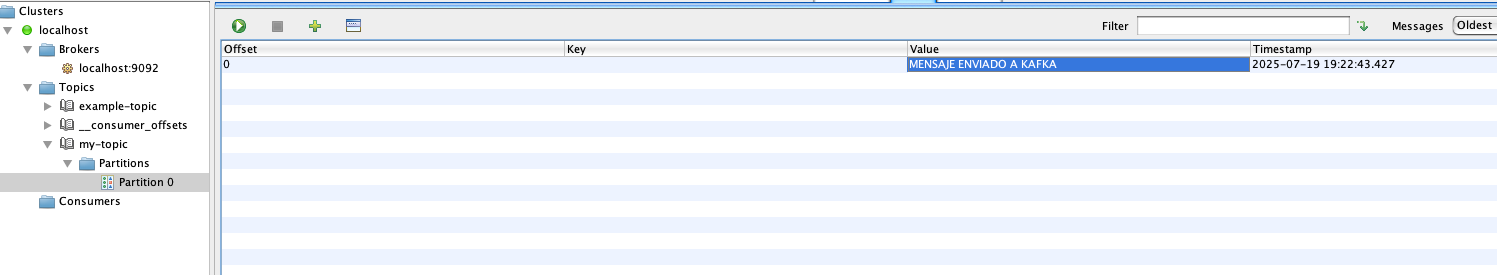 Clusters
localhost
Brokers
localhost:9092
Topics
example-topic
__consumer_offsets
my-topic
Partitions
Partition 0
Consumers
Filter Messages Oldest
Offset Key Value Timestamp
0 MENSAJE ENVIADO A KAFKA 2025-07-19 19:22:43.427